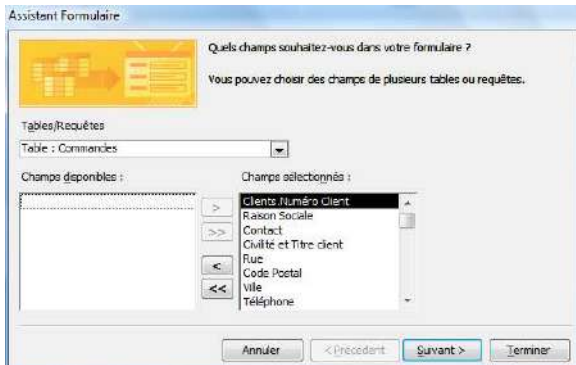 Assistant Formulaire
Quels champs souhaitez-vous dans votre formulaire ?
Vous pouvez choisir des champs de plusieurs tables ou requêtes.
Tables/Requêtes
Table : Commandes
Champs disponibles :
Champs sélectionnés :
>
>>
<
<<
Clients.Numéro Client
Raison Sociale
Contact
Civilité et Titre client
Rue
Code Postal
Ville
Téléphone
Annuler
< Précédent
Suivant >
Terminer